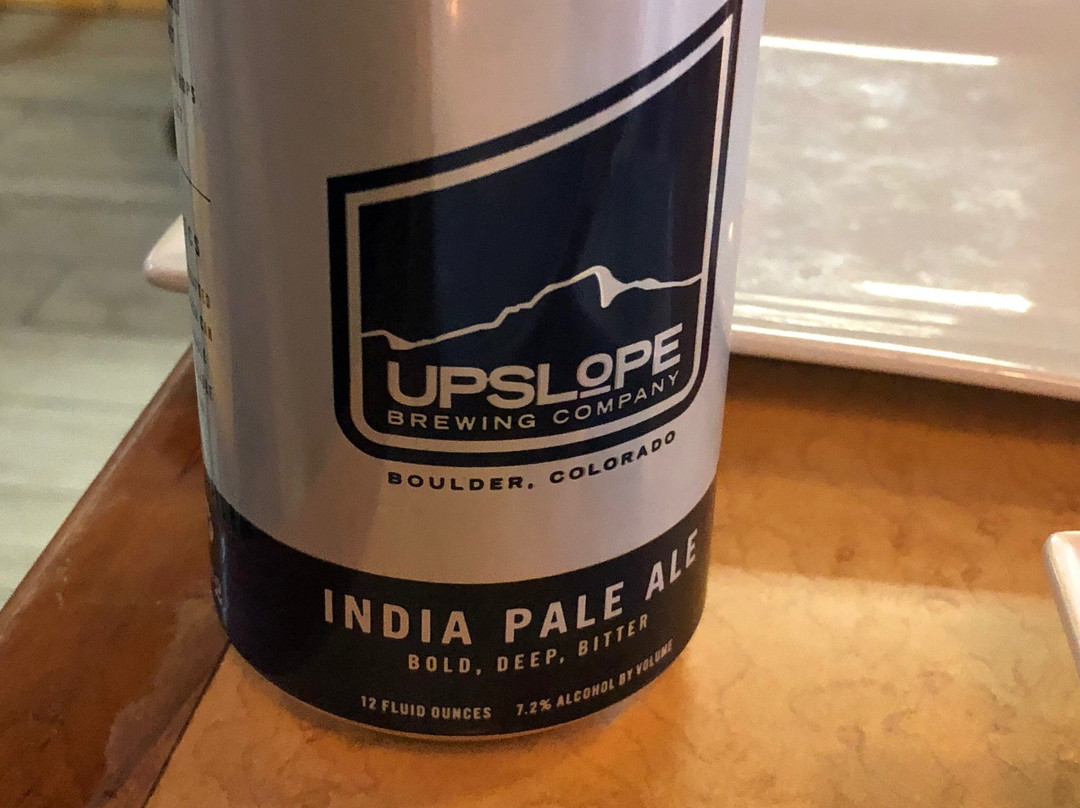 UPSLOPE
BREWING COMPANY
BOULDER, COLORADO
INDIA PALE ALE
BOLD, DEEP, BITTER
12 FLUID OUNCES 7.2% ALCOHOL BY VOLUME